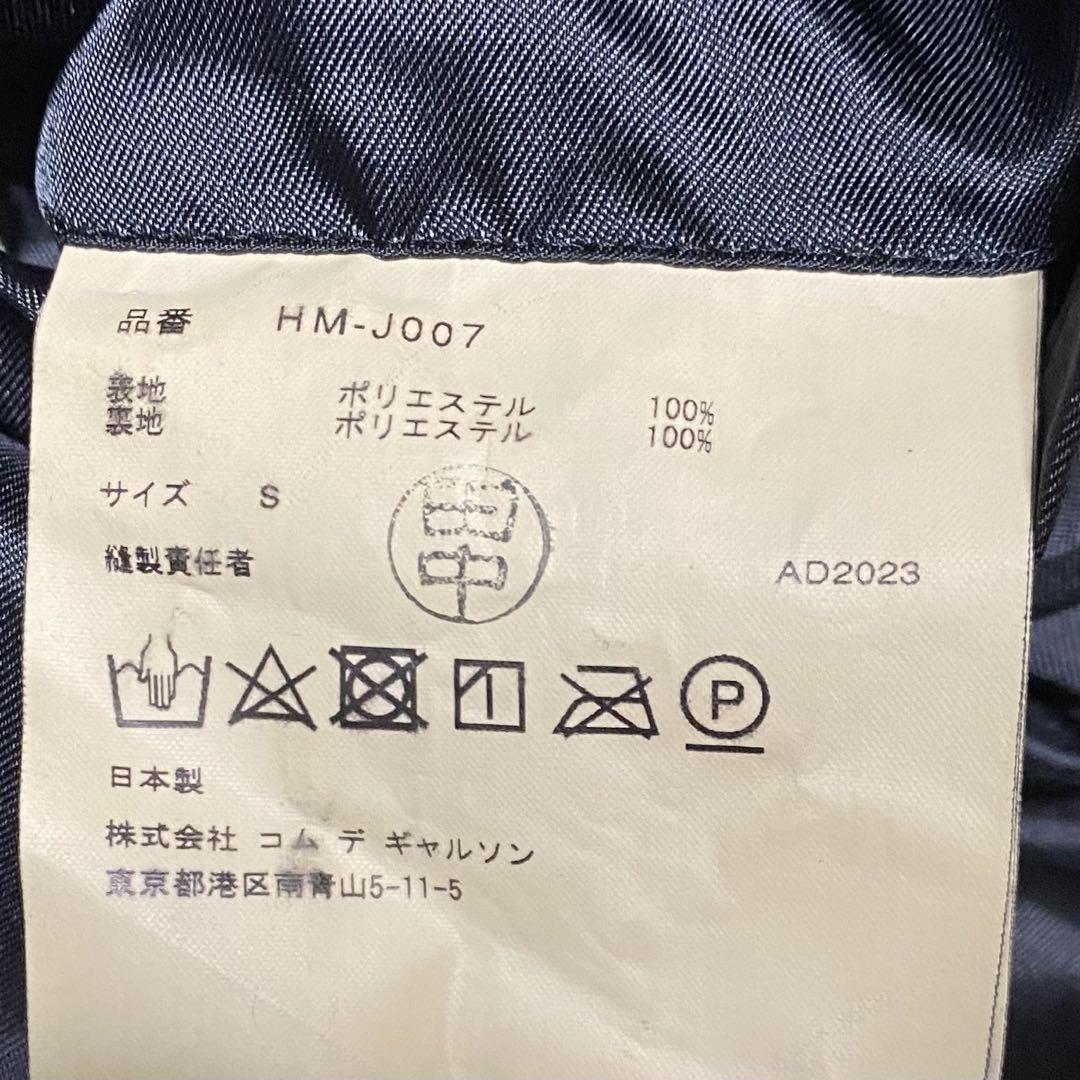 品番 HM-J007
表地 ポリエステル 100%
裏地 ポリエステル 100%
サイズ S
縫製責任者 田中 AD2023
P
日本製
株式会社 コム デ ギャルソン
東京都港区南青山5-11-5